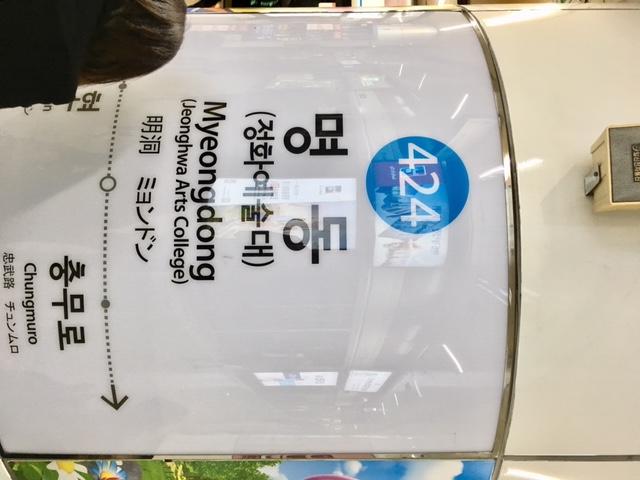 424
명 동
(정화예술대)
Myeongdong
(Jeonghwa Arts College)
明洞 ミョンドン
현
충무로
Chungmuro
忠武路 チュンムロ